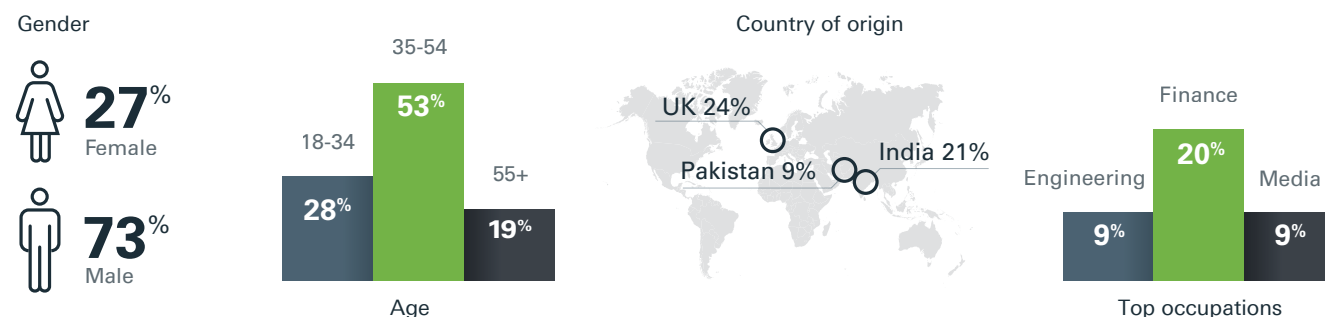 Gender
27%
Female
73%
Male
35-54
53%
18-34
28%
55+
19%
Age
Country of origin
UK 24%
Pakistan 9%
India 21%
Finance
20%
Engineering
9%
Media
9%
Top occupations